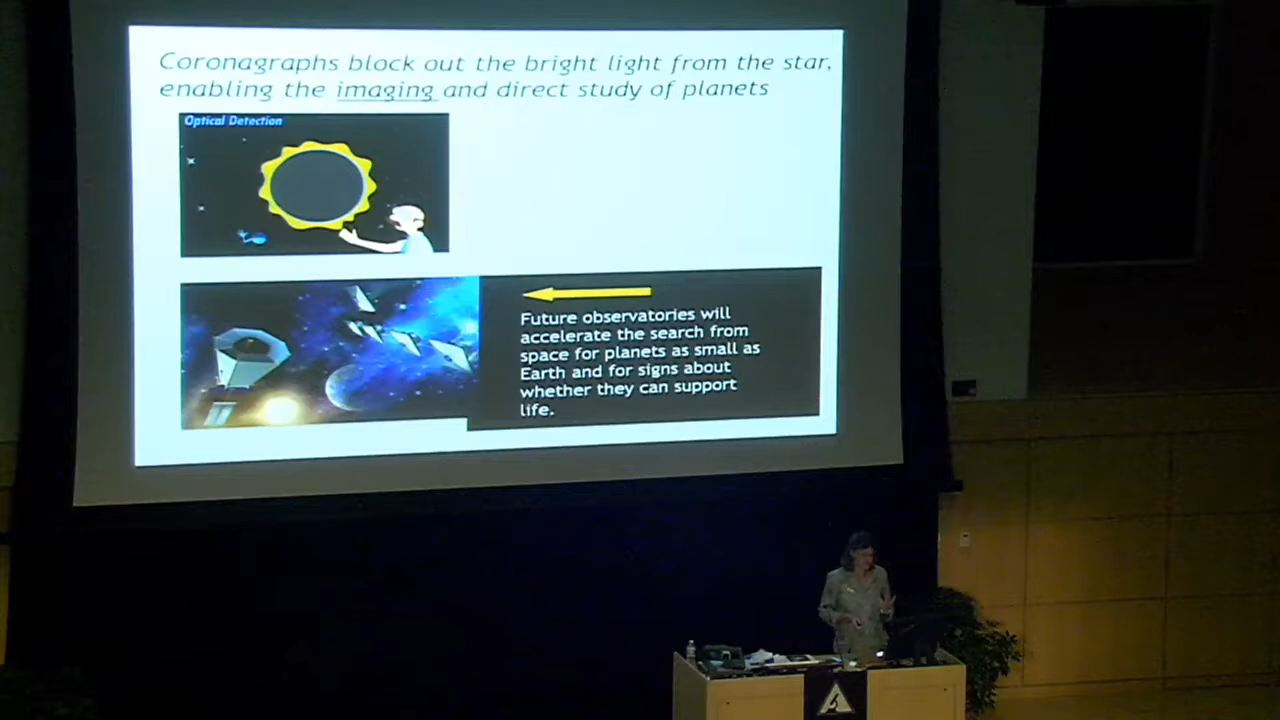 Coronagraphs block out the bright light from the star,
enabling the imaging and direct study of planets
Optical Detection
Future observatories will
accelerate the search from
space for planets as small as
Earth and for signs about
whether they can support
life.